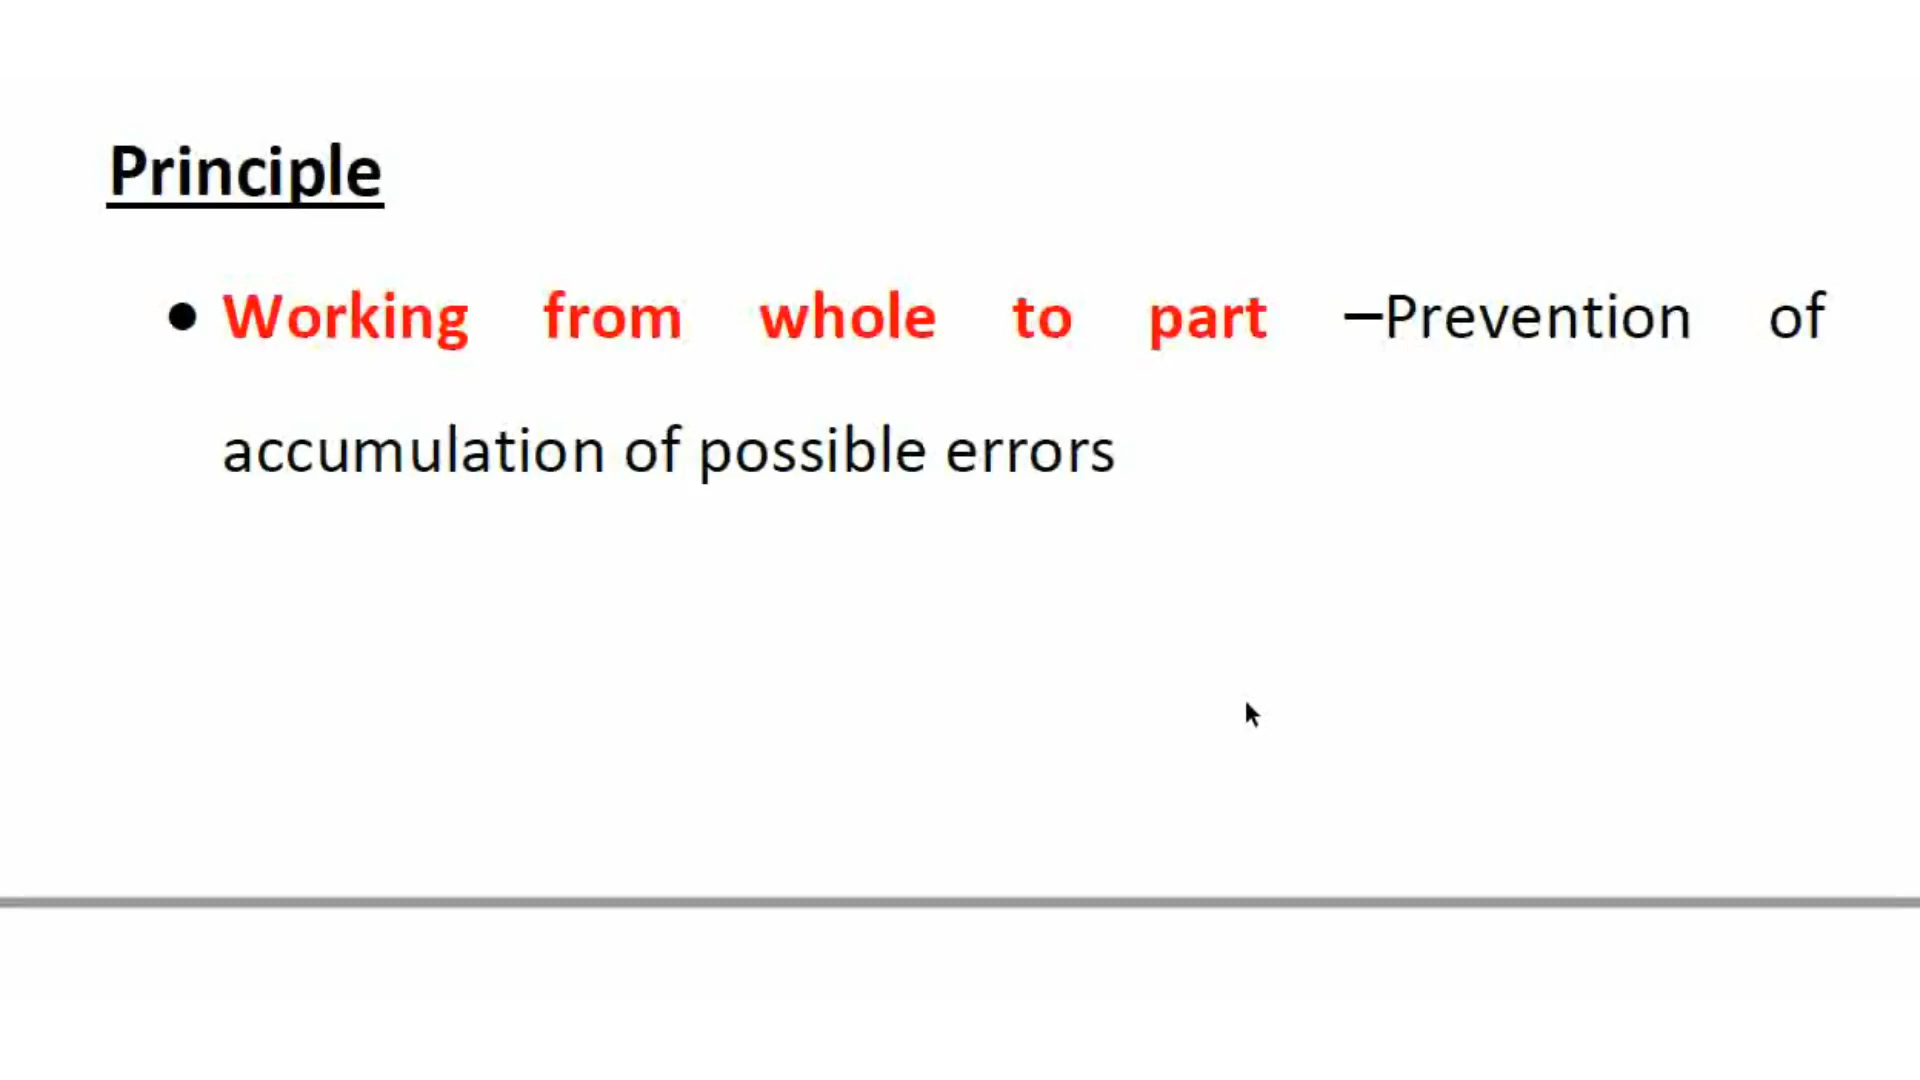 Principle
● Working from whole to part –Prevention of
accumulation of possible errors